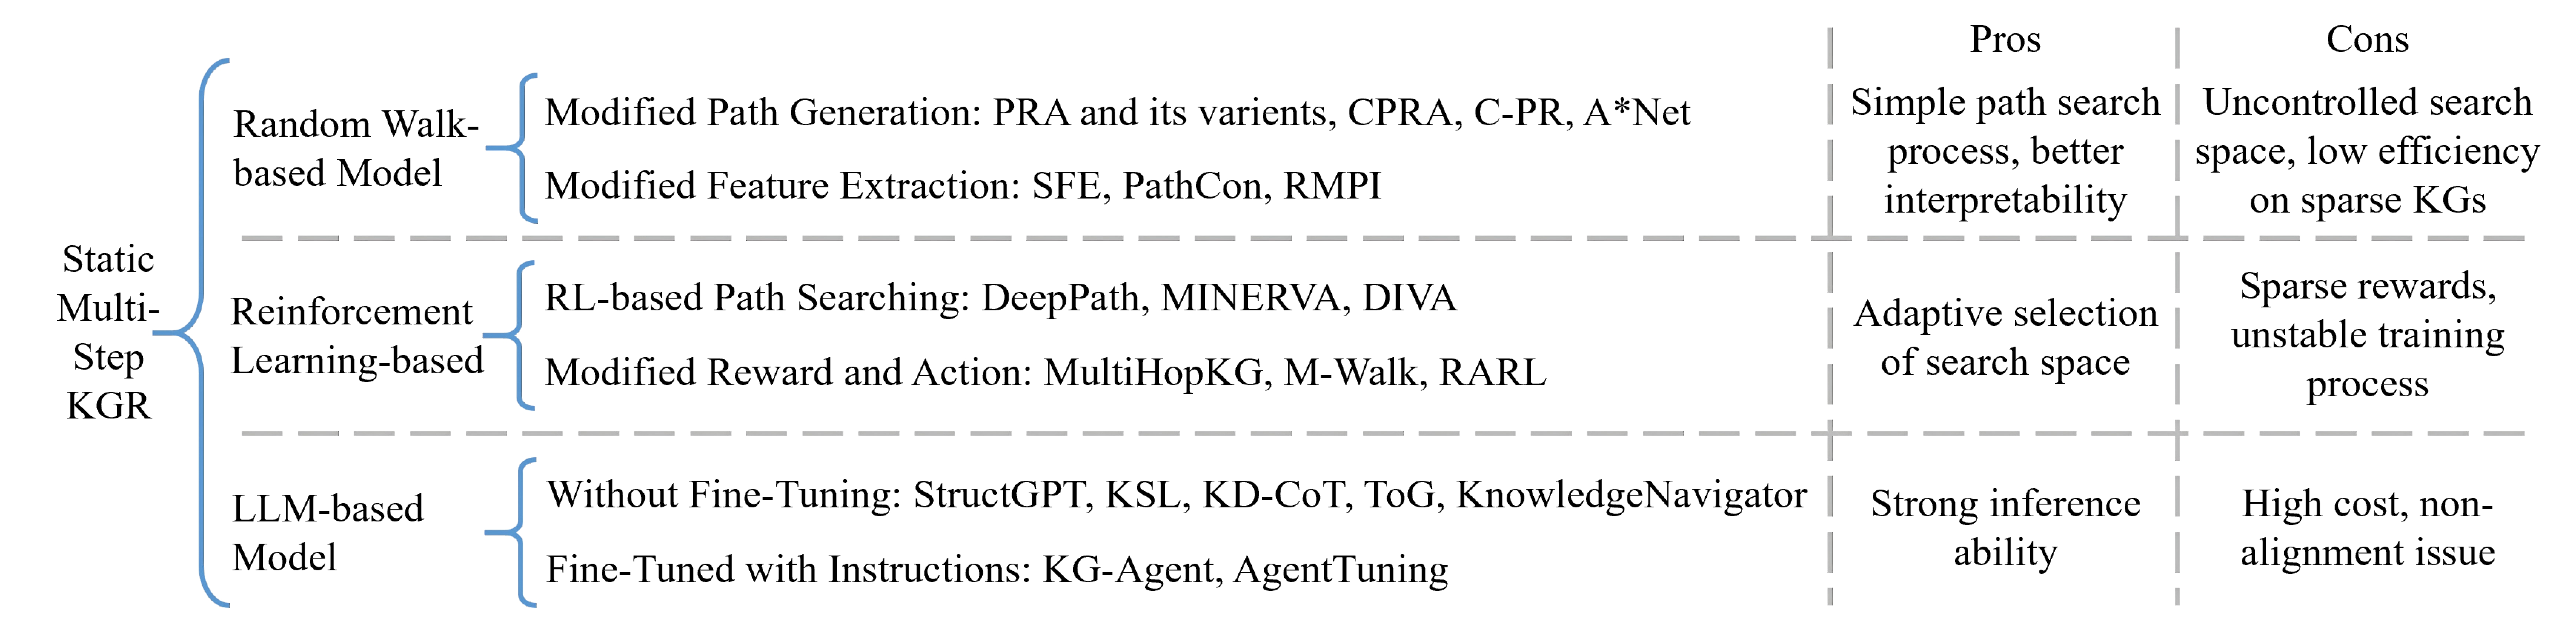 Pros
Cons
Static
Multi-
Step
KGR
Random Walk-
based Model
Modified Path Generation: PRA and its varients, CPRA, C-PR, A*Net
Modified Feature Extraction: SFE, PathCon, RMPI
Simple path search
process, better
interpretability
Uncontrolled search
space, low efficiency
on sparse KGs
Reinforcement
Learning-based
RL-based Path Searching: DeepPath, MINERVA, DIVA
Modified Reward and Action: MultiHopKG, M-Walk, RARL
Adaptive selection
of search space
Sparse rewards,
unstable training
process
LLM-based
Model
Without Fine-Tuning: StructGPT, KSL, KD-CoT, ToG, KnowledgeNavigator
Fine-Tuned with Instructions: KG-Agent, AgentTuning
Strong inference
ability
High cost, non-
alignment issue